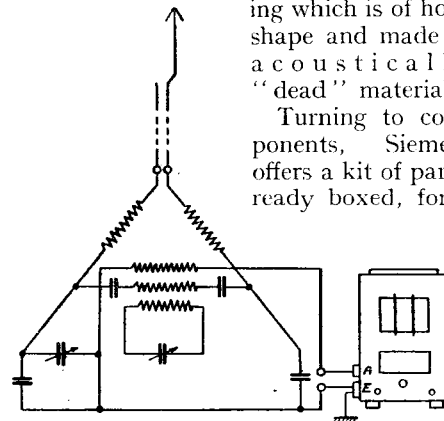 ing which is of ho
shape and made
a c o u s t i c a l
"dead" materia
Turning to co
ponents, Sieme
offers a kit of par
ready boxed, for
A
E